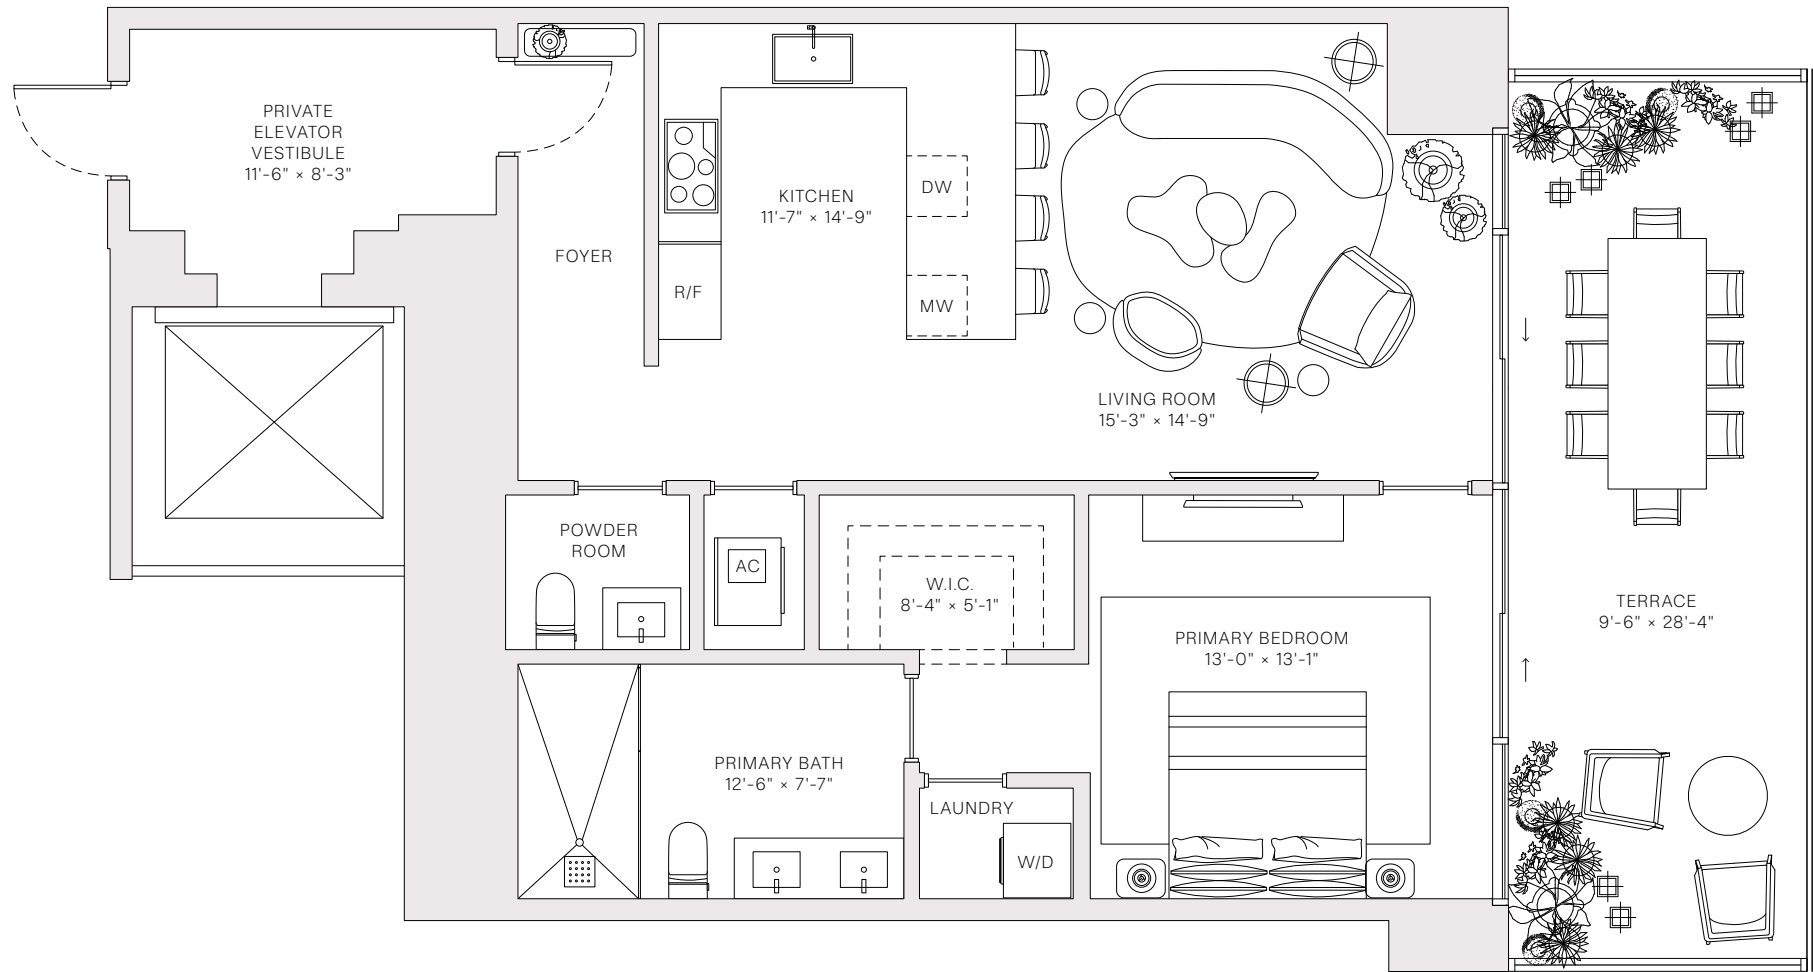 PRIVATE
ELEVATOR
VESTIBULE
11'-6" × 8'-3"
FOYER
KITCHEN
11'-7" × 14'-9"
DW
MW
R/F
LIVING ROOM
15'-3" × 14'-9"
POWDER
ROOM
AC
W.I.C.
8'-4" × 5'-1"
PRIMARY BEDROOM
13'-0" × 13'-1"
TERRACE
9'-6" × 28'-4"
PRIMARY BATH
12'-6" × 7'-7"
LAUNDRY
W/D